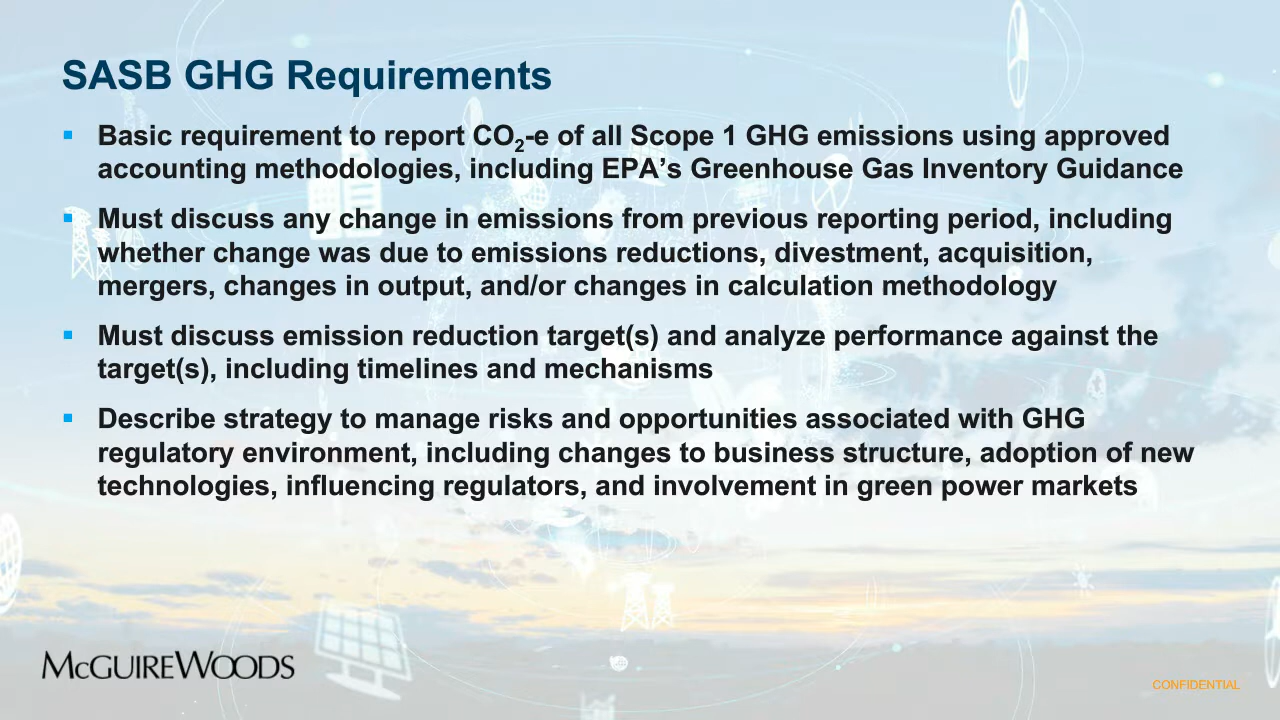 SASB GHG Requirements
▪ Basic requirement to report CO₂-e of all Scope 1 GHG emissions using approved
accounting methodologies, including EPA’s Greenhouse Gas Inventory Guidance
▪ Must discuss any change in emissions from previous reporting period, including
whether change was due to emissions reductions, divestment, acquisition,
mergers, changes in output, and/or changes in calculation methodology
▪ Must discuss emission reduction target(s) and analyze performance against the
target(s), including timelines and mechanisms
▪ Describe strategy to manage risks and opportunities associated with GHG
regulatory environment, including changes to business structure, adoption of new
technologies, influencing regulators, and involvement in green power markets
McGuireWoods
CONFIDENTIAL